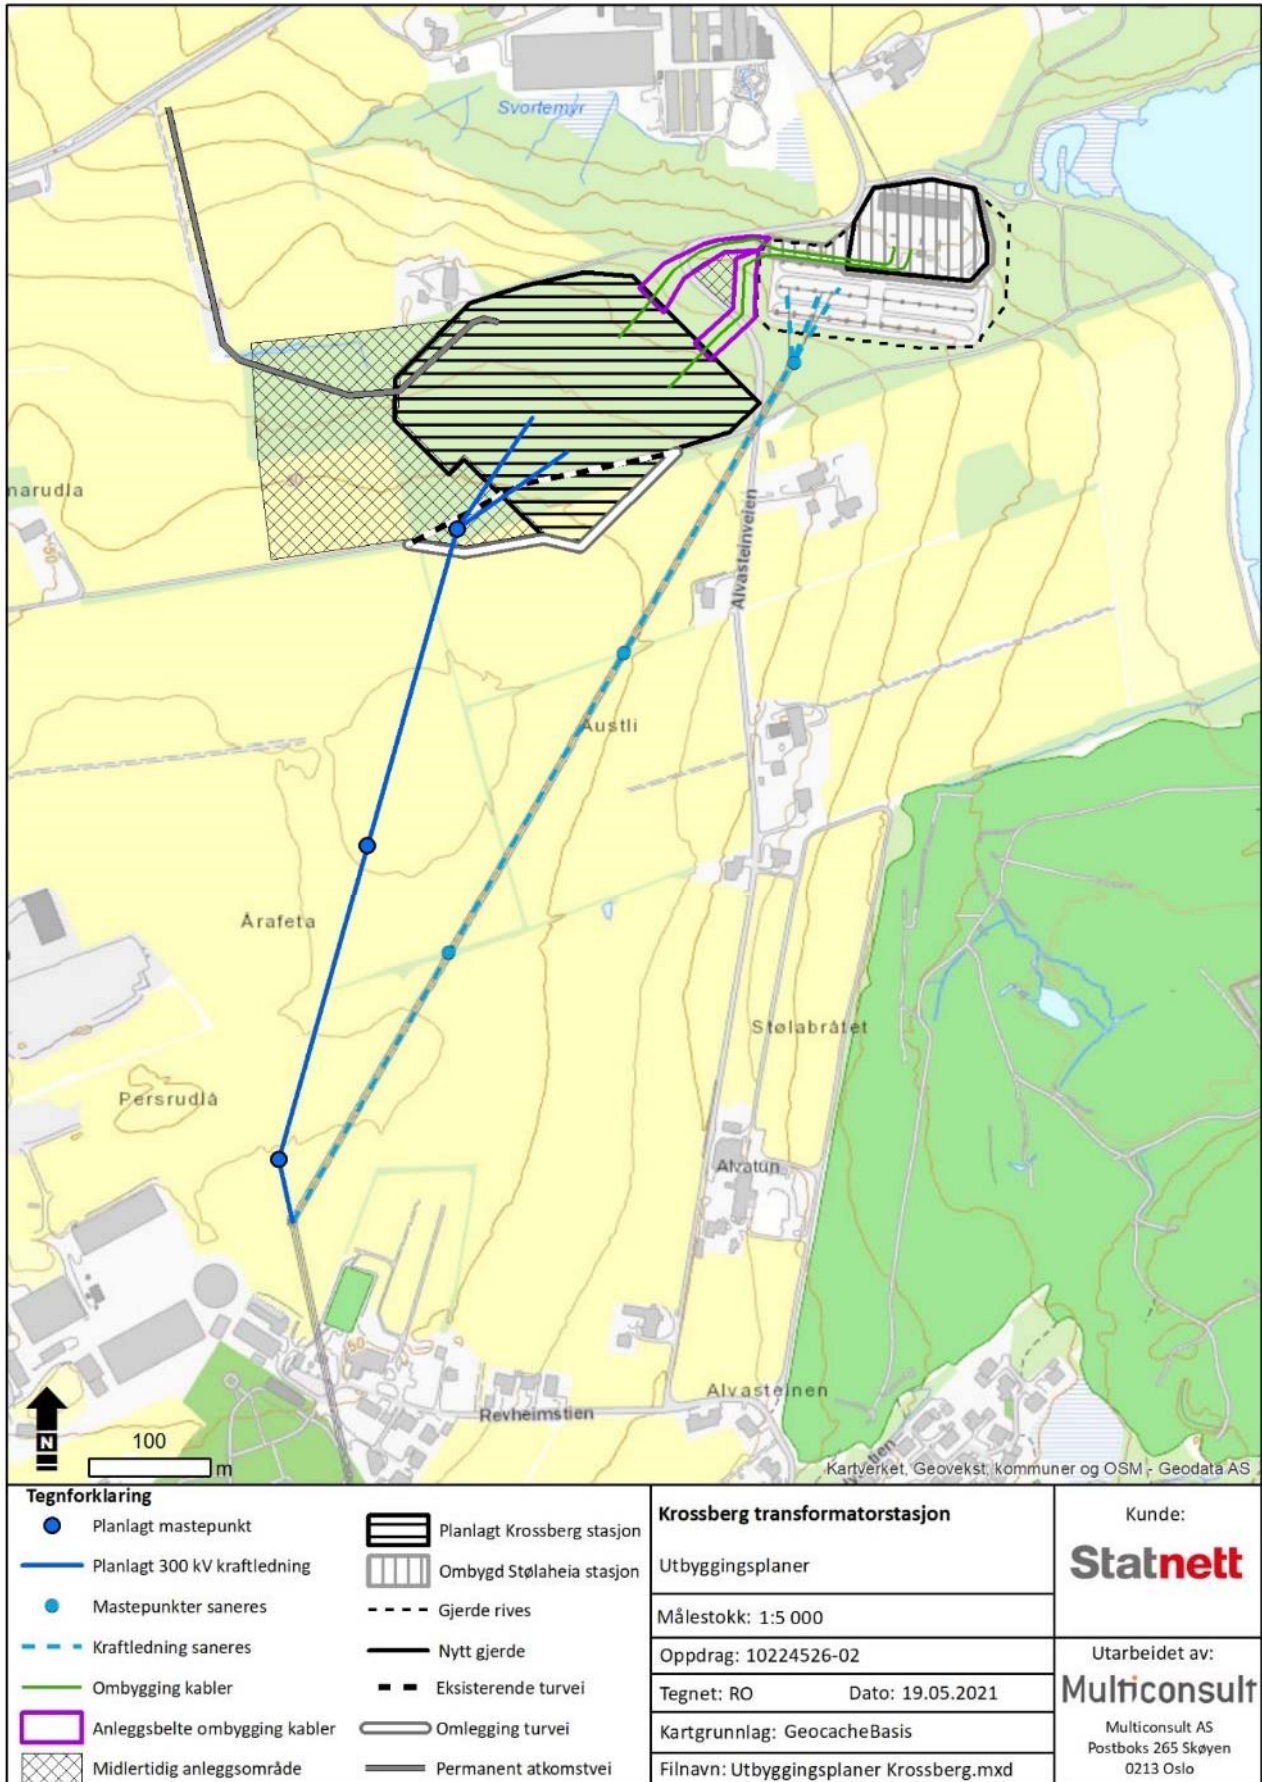 Svortemyr
marudla
50
Alvasteinveien
Austli
Årafeta
Stølabråtet
Persrudlå
Alvatun
50
Alvasteinen
Revheimstien
N
100
m
Kartverket, Geovekst, kommuner og OSM - Geodata AS
Tegnforklaring
Planlagt mastepunkt
Planlagt 300 kV kraftledning
Mastepunkter saneres
Kraftledning saneres
Ombygging kabler
Anleggsbelte ombygging kabler
Midlertidig anleggsområde
Planlagt Krossberg stasjon
Ombygd Stølaheia stasjon
Gjerde rives
Nytt gjerde
Eksisterende turvei
Omlegging turvei
Permanent atkomstvei
Krossberg transformatorstasjon
Utbyggingsplaner
Målestokk: 1:5 000
Oppdrag: 10224526-02
Tegnet: RO Dato: 19.05.2021
Kartgrunnlag: GeocacheBasis
Filnavn: Utbyggingsplaner Krossberg.mxd
Kunde:
Statnett
Utarbeidet av:
Multiconsult
Multiconsult AS
Postboks 265 Skøyen
0213 Oslo